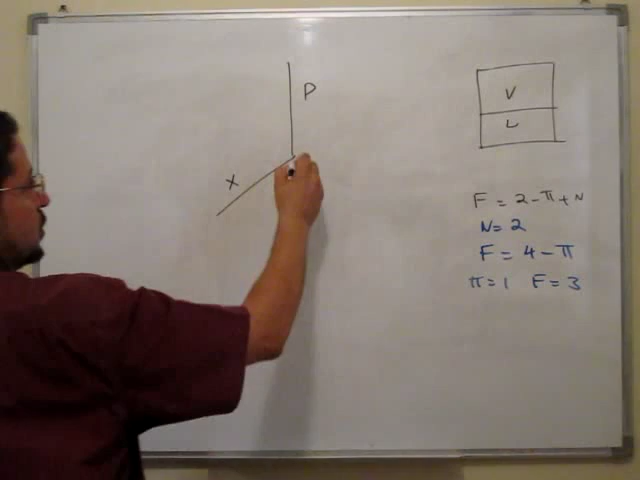 P
X
V
L
F = 2 - π + N
N = 2
F = 4 - π
π = 1 F = 3